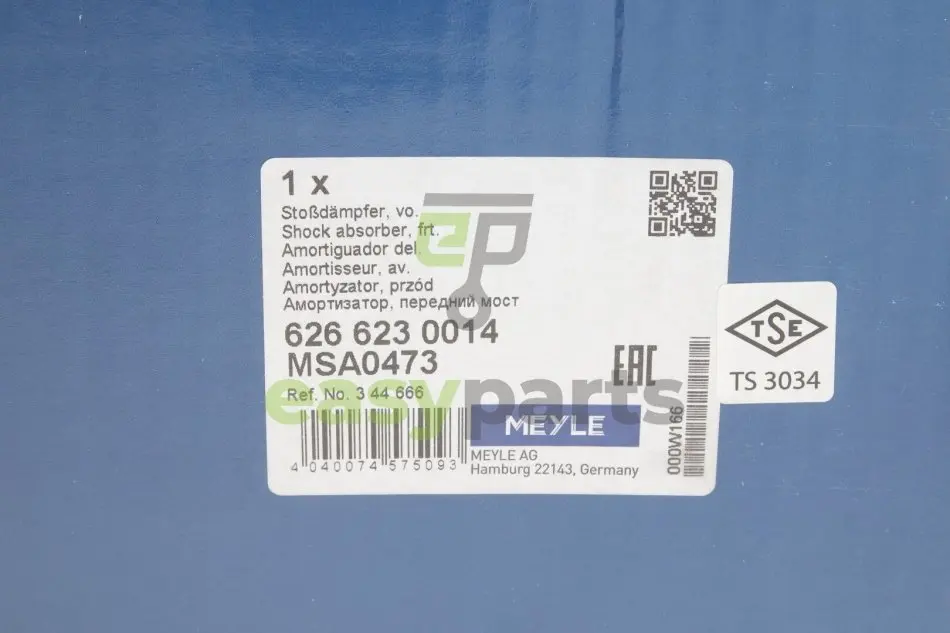 1 x
Stoßdämpfer, vo.
Shock absorber, frt.
Amortiguador del.
Amortisseur, av.
Amortyzator, przód
Амортизатор, передний мост
626 623 0014
MSA0473
Ref. No. 3 44 666
4 040074 575093
MEYLE
MEYLE AG
Hamburg 22143, Germany
EAC
000W166
TSE
TS 3034
ep
easyparts